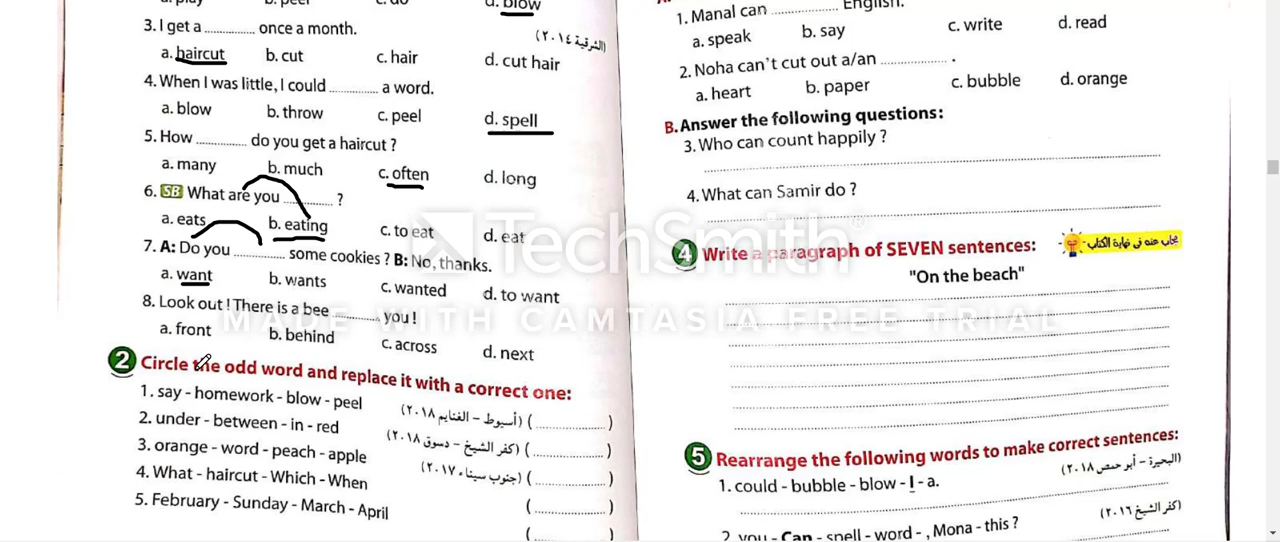 d. blow
3. I get a .............. once a month.
(الشرقية ٢٠١٤)
a. haircut b. cut c. hair d. cut hair
4. When I was little, I could ............. a word.
a. blow b. throw c. peel d. spell
5. How ............. do you get a haircut ?
a. many b. much c. often d. long
6. SB What are you ............. ?
a. eats b. eating c. to eat d. eat
7. A: Do you ............. some cookies ? B: No, thanks.
a. want b. wants c. wanted d. to want
8. Look out ! There is a bee ............. you !
a. front b. behind c. across d. next
2 Circle the odd word and replace it with a correct one:
1. say - homework - blow - peel (أسيوط - الغنايم ٢٠١٨) (..................)
2. under - between - in - red (كفر الشيخ - دسوق ٢٠١٨) (..................)
3. orange - word - peach - apple (جنوب سيناء ٢٠١٧) (..................)
4. What - haircut - Which - When (..................)
5. February - Sunday - March - April (..................)
1. Manal can .................. English.
a. speak b. say c. write d. read
2. Noha can't cut out a/an .................. .
a. heart b. paper c. bubble d. orange
B. Answer the following questions:
3. Who can count happily ?
4. What can Samir do ?
4 Write a paragraph of SEVEN sentences:
يجاب عنه فى نهاية الكتاب
"On the beach"
5 Rearrange the following words to make correct sentences:
(البحيرة - أبو حمص ٢٠١٨)
1. could - bubble - blow - I - a.
(كفر الشيخ ٢٠١٦)
2. you - Can - spell - word - , Mona - this ?
TechSmith
MADE WITH CAMTASIA FREE TRIAL